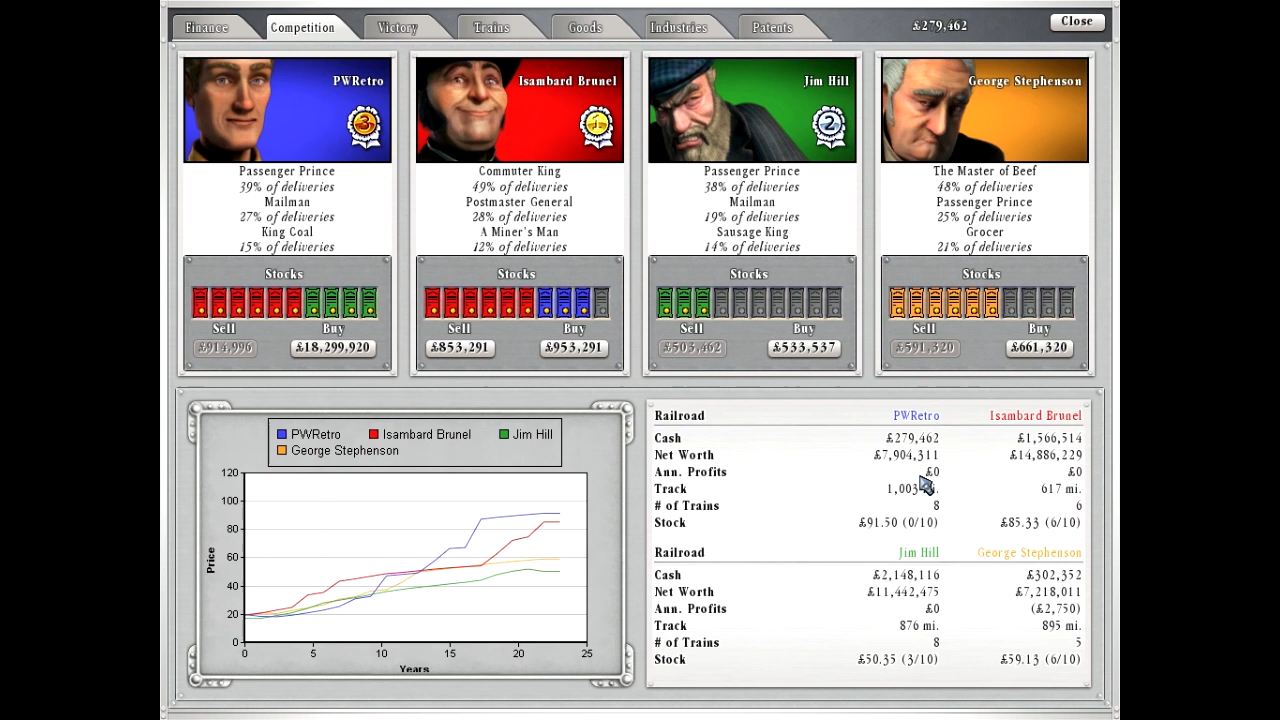 Finance Competition Victory Trains Goods Industries Patents £279,462 Close
PWRetro
3
Passenger Prince
39% of deliveries
Mailman
27% of deliveries
King Coal
15% of deliveries
Stocks
Sell Buy
£914,996 £18,299,920
Isambard Brunel
1
Commuter King
49% of deliveries
Postmaster General
28% of deliveries
A Miner's Man
12% of deliveries
Stocks
Sell Buy
£853,291 £953,291
Jim Hill
2
Passenger Prince
38% of deliveries
Mailman
19% of deliveries
Sausage King
14% of deliveries
Stocks
Sell Buy
£503,462 £533,537
George Stephenson
The Master of Beef
48% of deliveries
Passenger Prince
25% of deliveries
Grocer
21% of deliveries
Stocks
Sell Buy
£591,320 £661,320
PWRetro Isambard Brunel Jim Hill
George Stephenson
120
100
80
60
40
20
0
Price
0 5 10 15 20 25
Years
Railroad PWRetro Isambard Brunel
Cash £279,462 £1,566,514
Net Worth £7,904,311 £14,886,229
Ann. Profits £0 £0
Track 617 mi.
# of Trains 8 6
Stock £91.50 (0/10) £85.33 (6/10)
Railroad Jim Hill George Stephenson
Cash £2,148,116 £302,352
Net Worth £11,442,475 £7,218,011
Ann. Profits £0 (£2,750)
Track 876 mi. 895 mi.
# of Trains 8 5
Stock £50.35 (3/10) £59.13 (6/10)